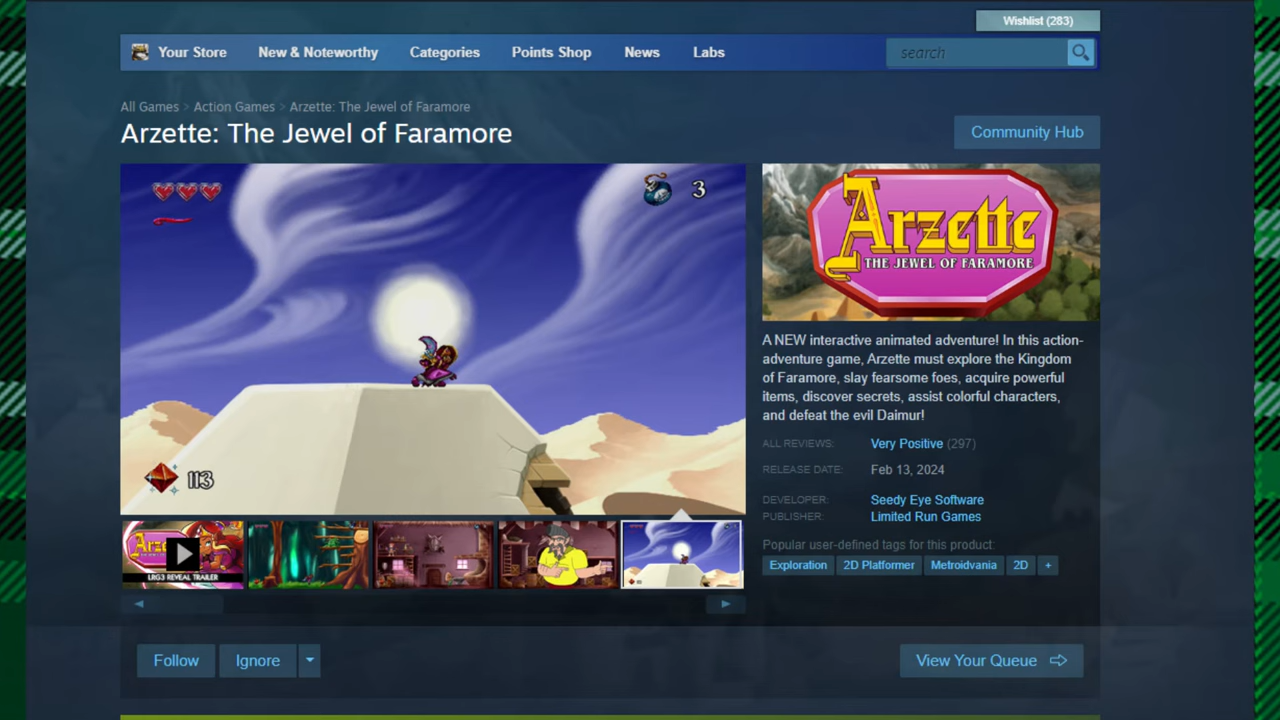 Wishlist (283)
Your Store
New & Noteworthy
Categories
Points Shop
News
Labs
search
All Games > Action Games > Arzette: The Jewel of Faramore
Arzette: The Jewel of Faramore
Community Hub
3
113
Arzette
THE JEWEL OF FARAMORE
A NEW interactive animated adventure! In this action-
adventure game, Arzette must explore the Kingdom
of Faramore, slay fearsome foes, acquire powerful
items, discover secrets, assist colorful characters,
and defeat the evil Daimur!
ALL REVIEWS: Very Positive (297)
RELEASE DATE: Feb 13, 2024
DEVELOPER: Seedy Eye Software
PUBLISHER: Limited Run Games
Popular user-defined tags for this product:
Exploration
2D Platformer
Metroidvania
2D
+
LRG3 REVEAL TRAILER
Follow
Ignore
View Your Queue